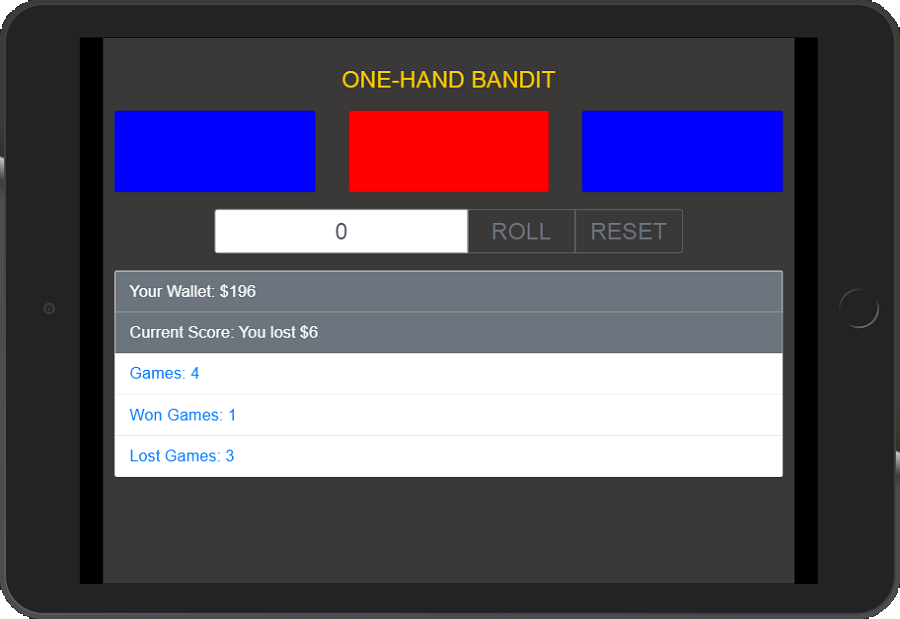 ONE-HAND BANDIT
0 ROLL RESET
Your Wallet: $196
Current Score: You lost $6
Games: 4
Won Games: 1
Lost Games: 3